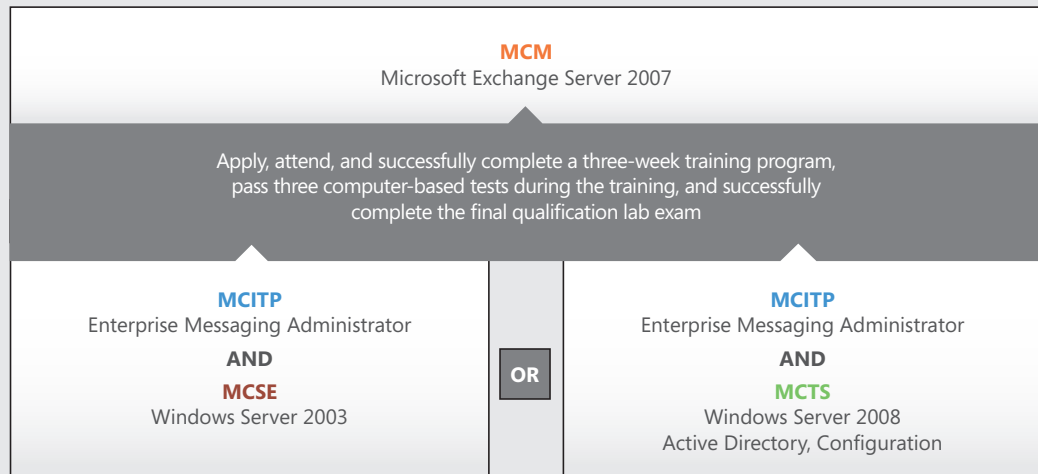 MCM
Microsoft Exchange Server 2007
Apply, attend, and successfully complete a three-week training program,
pass three computer-based tests during the training, and successfully
complete the final qualification lab exam
MCITP
Enterprise Messaging Administrator
AND
MCSE
Windows Server 2003
OR
MCITP
Enterprise Messaging Administrator
AND
MCTS
Windows Server 2008
Active Directory, Configuration